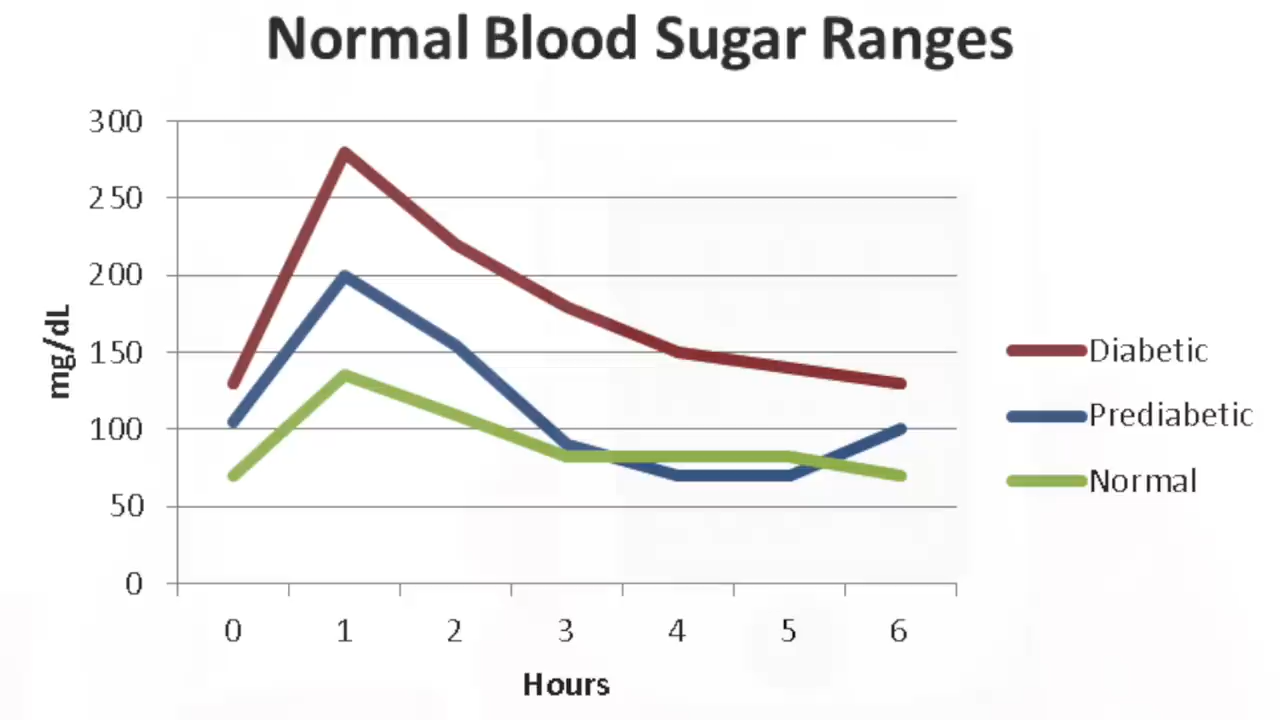 Normal Blood Sugar Ranges
300
250
200
150
100
50
0
mg/dL
0 1 2 3 4 5 6
Hours
Diabetic
Prediabetic
Normal